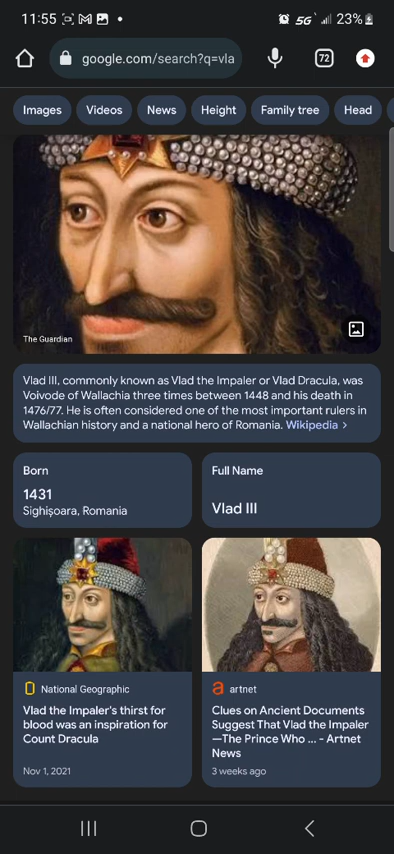 11:55
5G
23%
google.com/search?q=vla
72
Images
Videos
News
Height
Family tree
Head
The Guardian
Vlad III, commonly known as Vlad the Impaler or Vlad Dracula, was
Voivode of Wallachia three times between 1448 and his death in
1476/77. He is often considered one of the most important rulers in
Wallachian history and a national hero of Romania. Wikipedia >
Born
1431
Sighișoara, Romania
Full Name
Vlad III
National Geographic
Vlad the Impaler's thirst for
blood was an inspiration for
Count Dracula
Nov 1, 2021
artnet
Clues on Ancient Documents
Suggest That Vlad the Impaler
—The Prince Who ... - Artnet
News
3 weeks ago